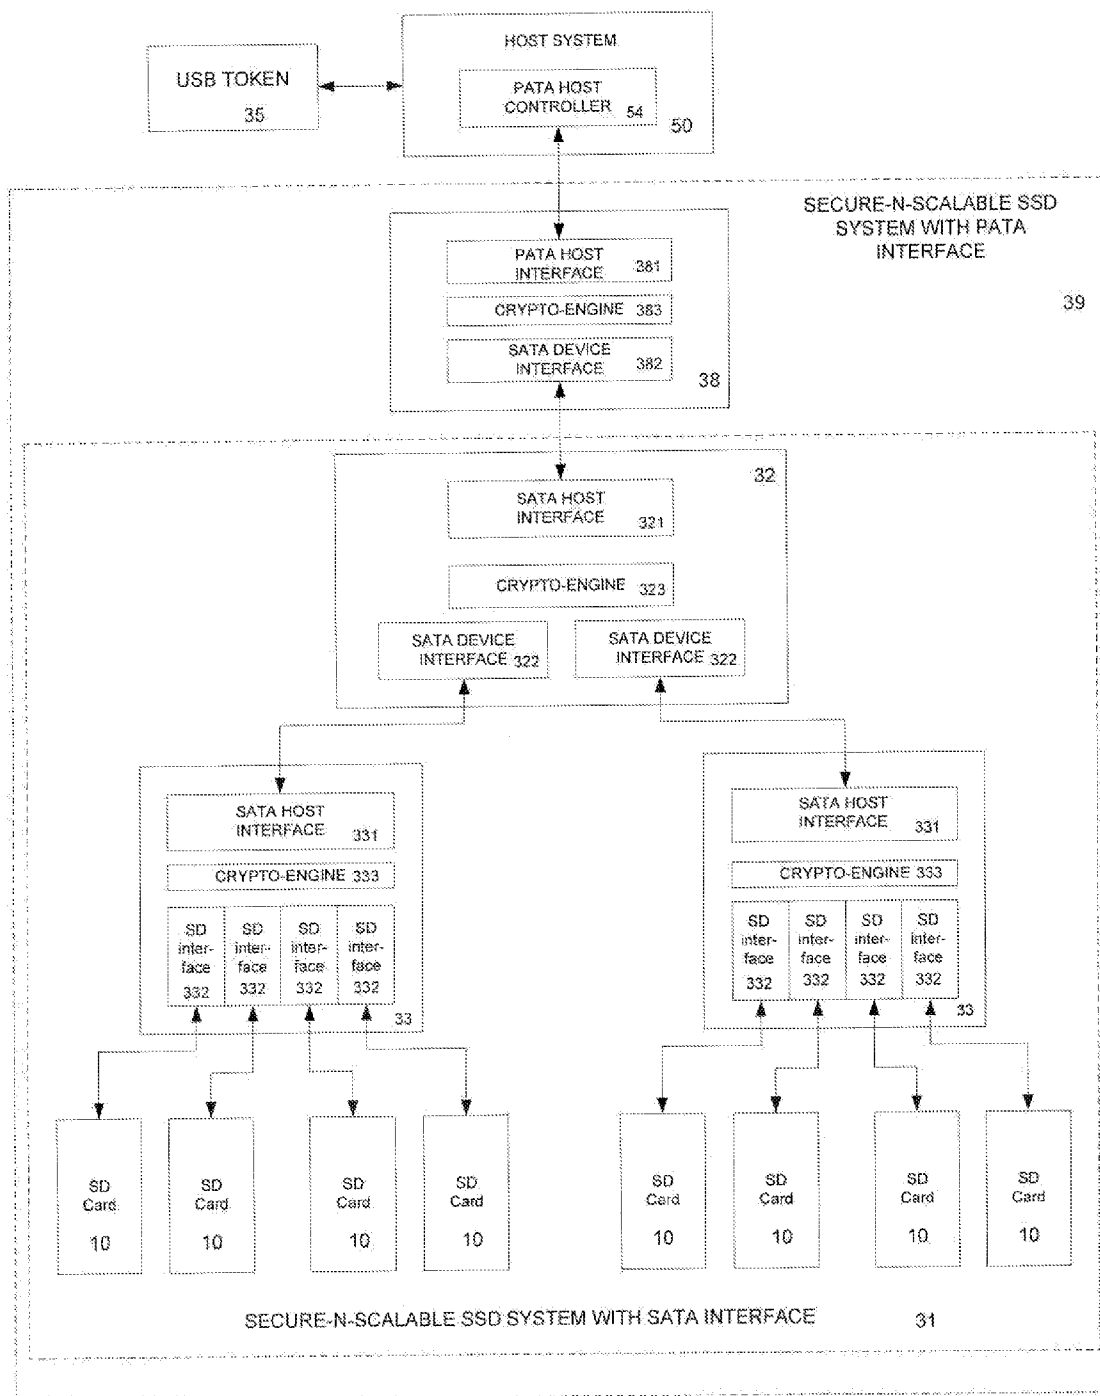 HOST SYSTEM
USB TOKEN
35
PATA HOST
CONTROLLER
54
50
SECURE-N-SCALABLE SSD
SYSTEM WITH PATA
INTERFACE
39
PATA HOST
INTERFACE
381
CRYPTO-ENGINE 383
SATA DEVICE
INTERFACE
382
38
32
SATA HOST
INTERFACE
321
CRYPTO-ENGINE 323
SATA DEVICE
INTERFACE 322
SATA DEVICE
INTERFACE 322
SATA HOST
INTERFACE
331
CRYPTO-ENGINE 333
SD
inter-
face
332
SD
inter-
face
332
SD
inter-
face
332
SD
inter-
face
332
33
SATA HOST
INTERFACE
331
CRYPTO-ENGINE 333
SD
inter-
face
332
SD
inter-
face
332
SD
inter-
face
332
SD
inter-
face
332
33
SD
Card
10
SD
Card
10
SD
Card
10
SD
Card
10
SD
Card
10
SD
Card
10
SD
Card
10
SD
Card
10
SECURE-N-SCALABLE SSD SYSTEM WITH SATA INTERFACE
31